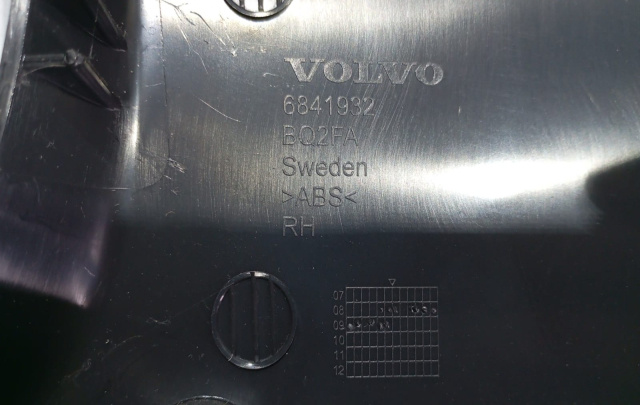 VOLVO
6841932
BQ2FA
Sweden
>ABS<
RH
07
08
09
10
11
12